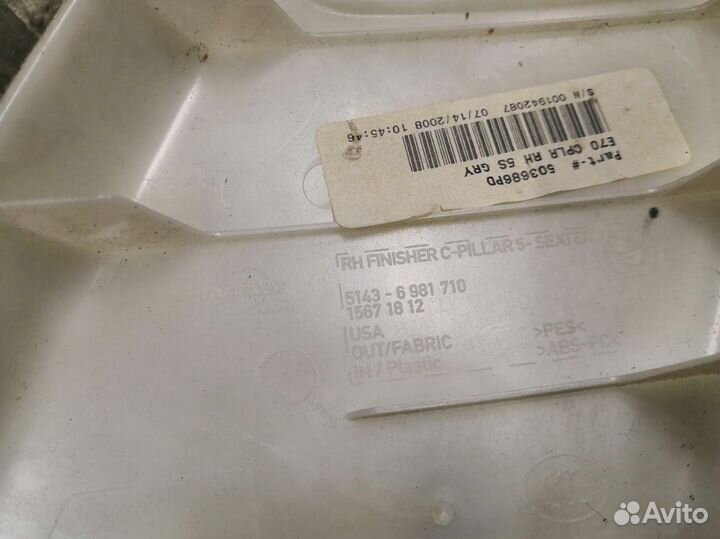 S/N 001942087 07/14/2008 10:45:46
Part-# 503686PD
E70 CPLR RH 5S GRY
RH FINISHER C-PILLAR 5- SEATER
5143 - 6 981 710
1567 18 12
USA
OUT/FABRIC >PES<
IN / Plastic >ABS-PC<
Avito